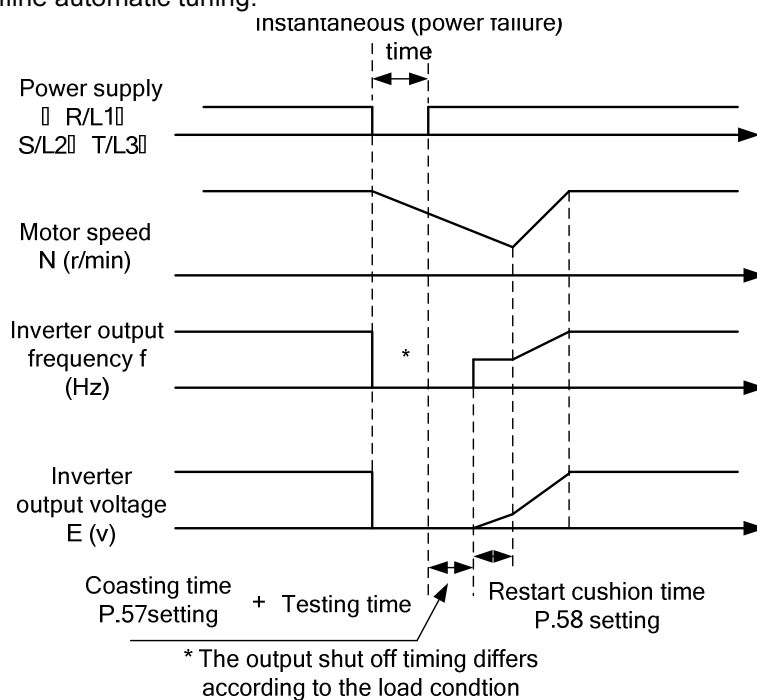 Instantaneous (power failure)
time
Power supply
R/L1
S/L2 T/L3
Motor speed
N (r/min)
Inverter output
frequency f
(Hz)
*
Inverter
output voltage
E (v)
Coasting time
P.57setting
+ Testing time
Restart cushion time
P.58 setting
* The output shut off timing differs
according to the load condtion